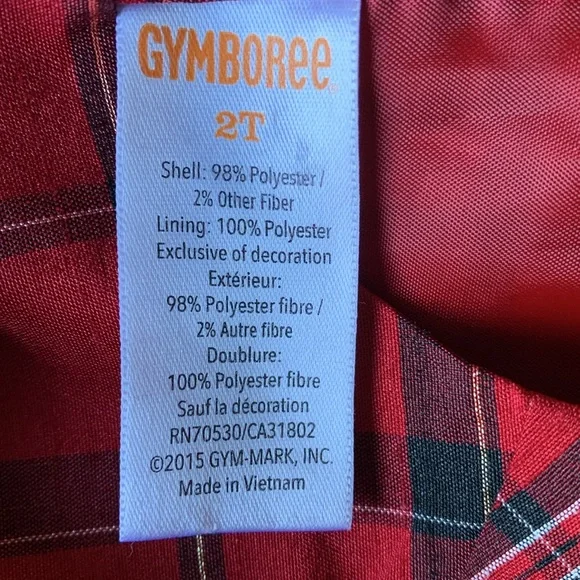 GYMBOREE
2T
Shell: 98% Polyester /
2% Other Fiber
Lining: 100% Polyester
Exclusive of decoration
Extérieur:
98% Polyester fibre /
2% Autre fibre
Doublure:
100% Polyester fibre
Sauf la décoration
RN70530/CA31802
©2015 GYM-MARK, INC.
Made in Vietnam